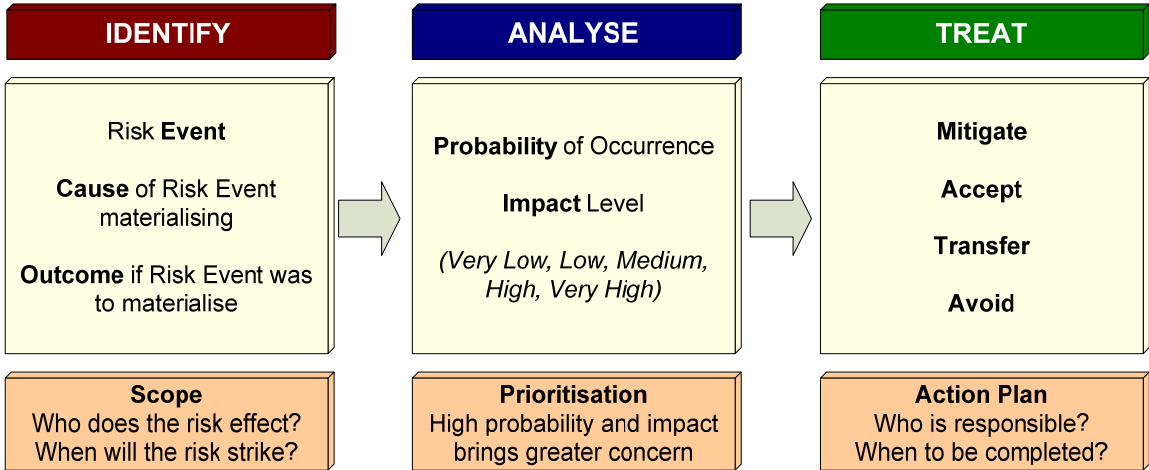 IDENTIFY
Risk Event
Cause of Risk Event
materialising
Outcome if Risk Event was
to materialise
Scope
Who does the risk effect?
When will the risk strike?
ANALYSE
Probability of Occurrence
Impact Level
(Very Low, Low, Medium,
High, Very High)
Prioritisation
High probability and impact
brings greater concern
TREAT
Mitigate
Accept
Transfer
Avoid
Action Plan
Who is responsible?
When to be completed?